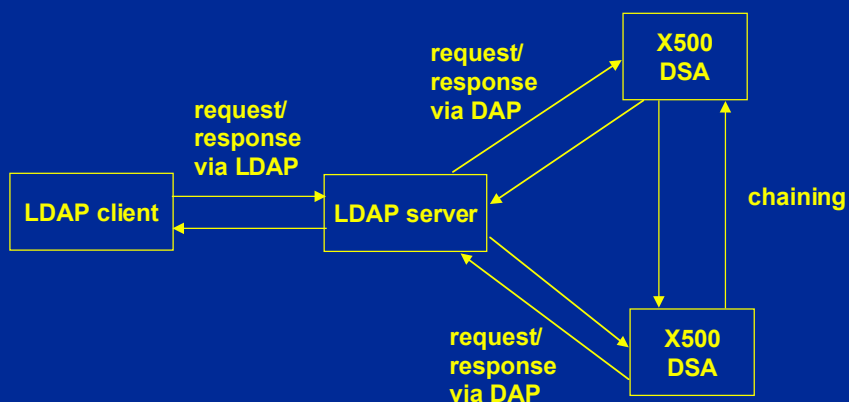 request/
response
via DAP
X500
DSA
request/
response
via LDAP
LDAP client
LDAP server
chaining
request/
response
via DAP
X500
DSA